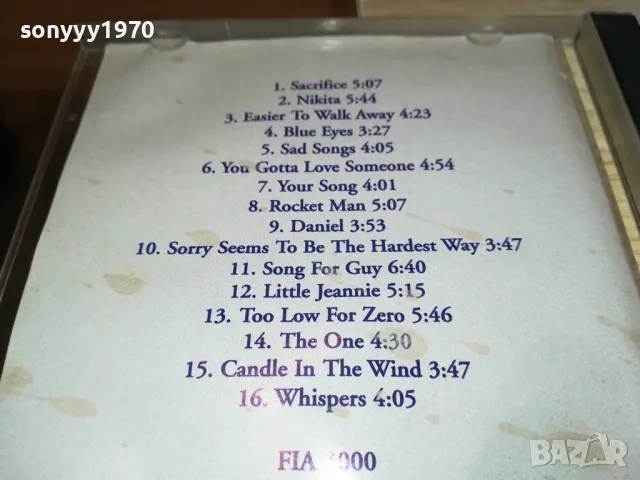 sonyyy1970
1. Sacrifice 5:07
2. Nikita 5:44
3. Easier To Walk Away 4:23
4. Blue Eyes 3:27
5. Sad Songs 4:05
6. You Gotta Love Someone 4:54
7. Your Song 4:01
8. Rocket Man 5:07
9. Daniel 3:53
10. Sorry Seems To Be The Hardest Way 3:47
11. Song For Guy 6:40
12. Little Jeannie 5:15
13. Too Low For Zero 5:46
14. The One 4:30
15. Candle In The Wind 3:47
16. Whispers 4:05
FIA
BAZAR
bg